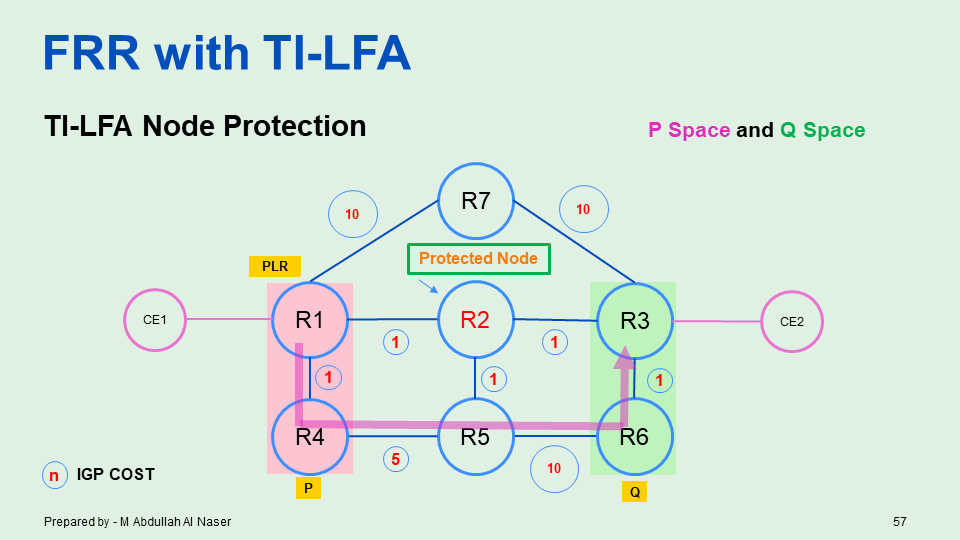 FRR with TI-LFA
TI-LFA Node Protection
P Space and Q Space
R7
10
10
Protected Node
PLR
CE1
R1
R2
R3
CE2
1
1
1
1
1
R4
R5
R6
5
10
n IGP COST
P
Q
Prepared by - M Abdullah Al Naser
57